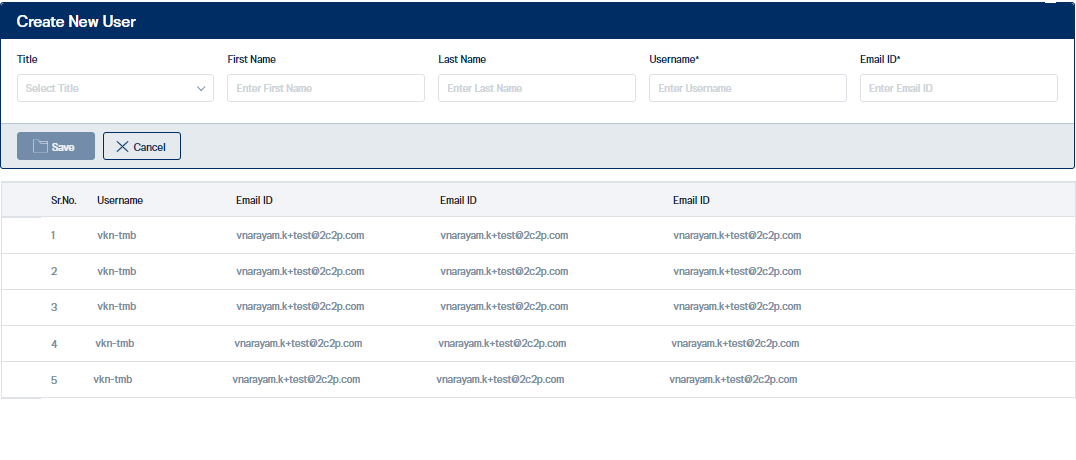 Create New User
Title First Name Last Name Username* Email ID*
Select Title Enter First Name Enter Last Name Enter Username Enter Email ID
Save Cancel
Sr.No. Username Email ID Email ID Email ID
1 vkn-tmb vnarayam.k+test@2c2p.com vnarayam.k+test@2c2p.com vnarayam.k+test@2c2p.com
2 vkn-tmb vnarayam.k+test@2c2p.com vnarayam.k+test@2c2p.com vnarayam.k+test@2c2p.com
3 vkn-tmb vnarayam.k+test@2c2p.com vnarayam.k+test@2c2p.com vnarayam.k+test@2c2p.com
4 vkn-tmb vnarayam.k+test@2c2p.com vnarayam.k+test@2c2p.com vnarayam.k+test@2c2p.com
5 vkn-tmb vnarayam.k+test@2c2p.com vnarayam.k+test@2c2p.com vnarayam.k+test@2c2p.com